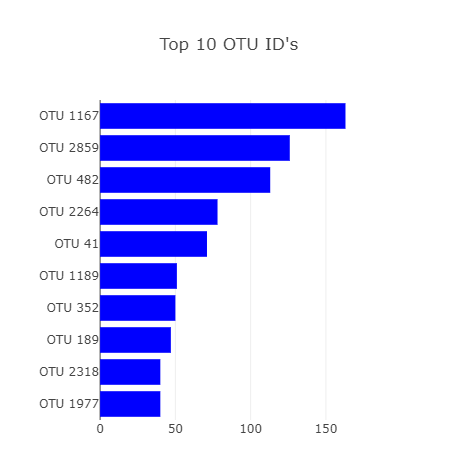 Top 10 OTU ID's
OTU 1167
OTU 2859
OTU 482
OTU 2264
OTU 41
OTU 1189
OTU 352
OTU 189
OTU 2318
OTU 1977
0 50 100 150